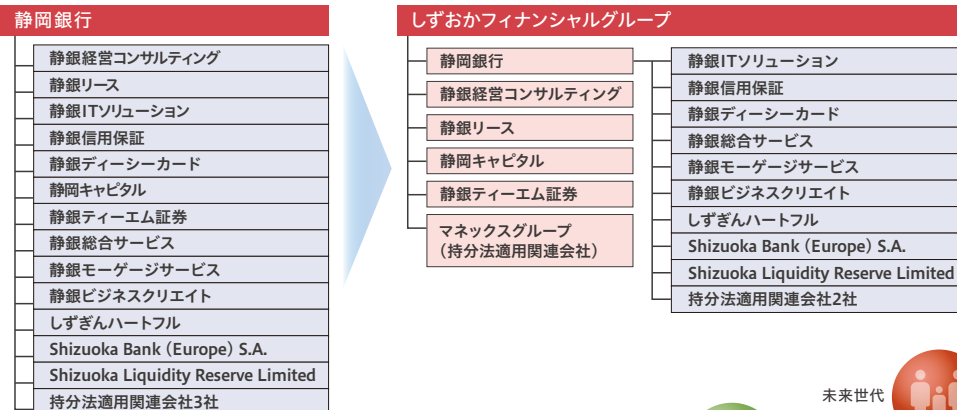 静岡銀行
静銀経営コンサルティング
静銀リース
静銀ITソリューション
静銀信用保証
静銀ディーシーカード
静岡キャピタル
静銀ティーエム証券
静銀総合サービス
静銀モーゲージサービス
静銀ビジネスクリエイト
しずぎんハートフル
Shizuoka Bank (Europe) S.A.
Shizuoka Liquidity Reserve Limited
持分法適用関連会社3社
しずおかフィナンシャルグループ
静岡銀行
静銀経営コンサルティング
静銀リース
静岡キャピタル
静銀ティーエム証券
マネックスグループ
（持分法適用関連会社）
静銀ITソリューション
静銀信用保証
静銀ディーシーカード
静銀総合サービス
静銀モーゲージサービス
静銀ビジネスクリエイト
しずぎんハートフル
Shizuoka Bank (Europe) S.A.
Shizuoka Liquidity Reserve Limited
持分法適用関連会社2社
未来世代